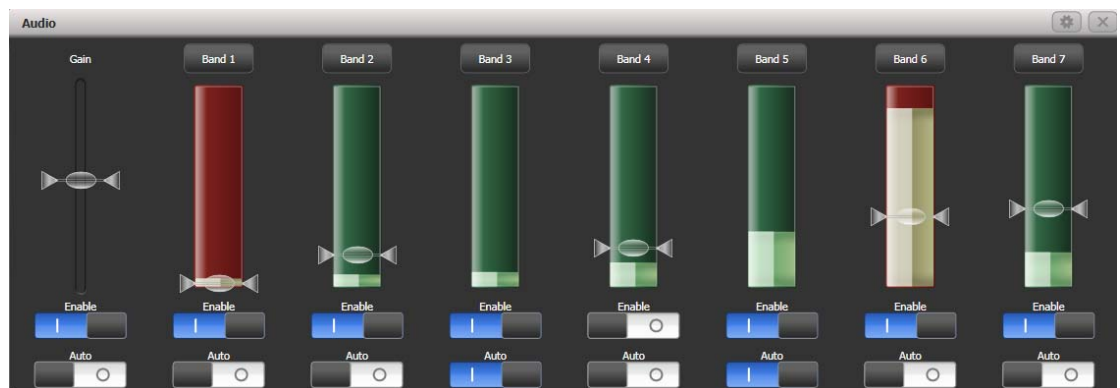 Audio
Gain
Band 1
Band 2
Band 3
Band 4
Band 5
Band 6
Band 7
Enable
Enable
Enable
Enable
Enable
Enable
Enable
Enable
Auto
Auto
Auto
Auto
Auto
Auto
Auto
Auto